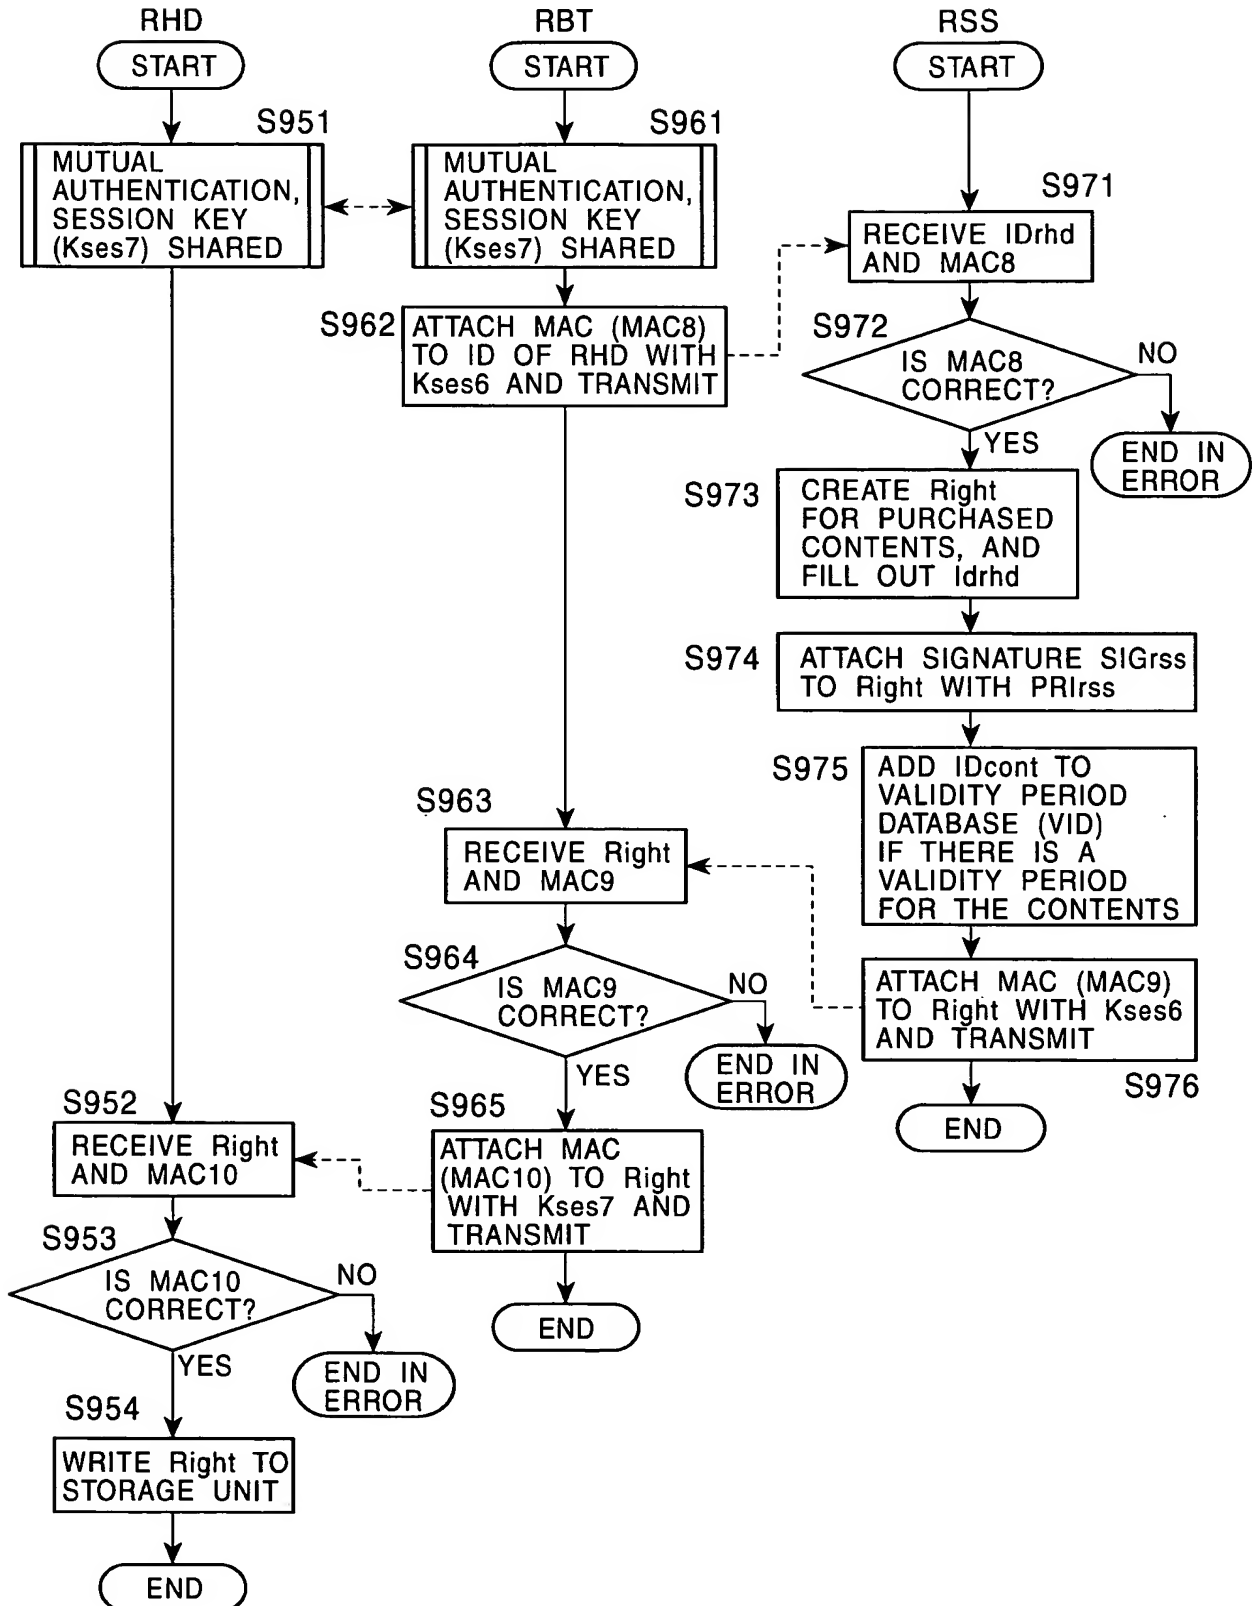 RHD
START
S951
MUTUAL
AUTHENTICATION,
SESSION KEY
(Kses7) SHARED
S952
RECEIVE Right
AND MAC10
S953
IS MAC10
CORRECT?
NO
END IN
ERROR
YES
S954
WRITE Right TO
STORAGE UNIT
END
RBT
START
S961
MUTUAL
AUTHENTICATION,
SESSION KEY
(Kses7) SHARED
S962
ATTACH MAC (MAC8)
TO ID OF RHD WITH
Kses6 AND TRANSMIT
S963
RECEIVE Right
AND MAC9
S964
IS MAC9
CORRECT?
NO
END IN
ERROR
YES
S965
ATTACH MAC
(MAC10) TO Right
WITH Kses7 AND
TRANSMIT
END
RSS
START
S971
RECEIVE IDrhd
AND MAC8
S972
IS MAC8
CORRECT?
NO
END IN
ERROR
YES
S973
CREATE Right
FOR PURCHASED
CONTENTS, AND
FILL OUT Idrhd
S974
ATTACH SIGNATURE SIGrss
TO Right WITH PRIrss
S975
ADD IDcont TO
VALIDITY PERIOD
DATABASE (VID)
IF THERE IS A
VALIDITY PERIOD
FOR THE CONTENTS
ATTACH MAC (MAC9)
TO Right WITH Kses6
AND TRANSMIT
S976
END